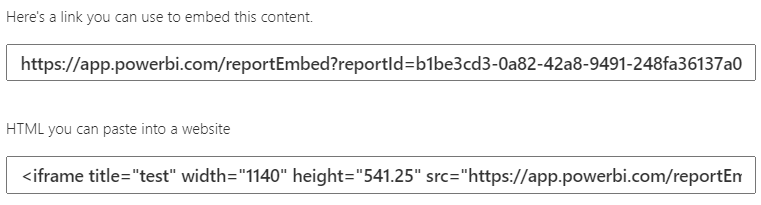 Here's a link you can use to embed this content.
https://app.powerbi.com/reportEmbed?reportId=b1be3cd3-0a82-42a8-9491-248fa36137a0
HTML you can paste into a website
<iframe title="test" width="1140" height="541.25" src="https://app.powerbi.com/reportEm